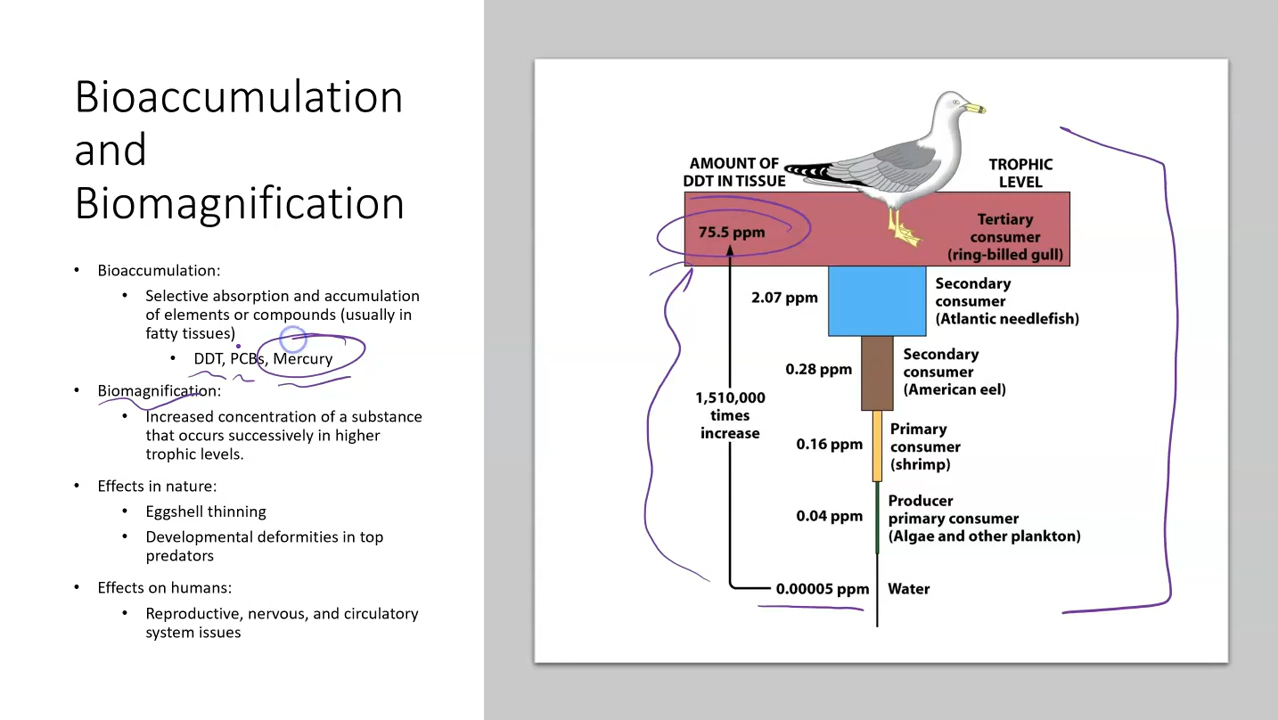 Bioaccumulation
and
Biomagnification
• Bioaccumulation:
• Selective absorption and accumulation
of elements or compounds (usually in
fatty tissues)
• DDT, PCBs, Mercury
• Biomagnification:
• Increased concentration of a substance
that occurs successively in higher
trophic levels.
• Effects in nature:
• Eggshell thinning
• Developmental deformities in top
predators
• Effects on humans:
• Reproductive, nervous, and circulatory
system issues
AMOUNT OF
DDT IN TISSUE
TROPHIC
LEVEL
75.5 ppm
Tertiary
consumer
(ring-billed gull)
2.07 ppm
Secondary
consumer
(Atlantic needlefish)
0.28 ppm
Secondary
consumer
(American eel)
1,510,000
times
increase
0.16 ppm
Primary
consumer
(shrimp)
0.04 ppm
Producer
primary consumer
(Algae and other plankton)
0.00005 ppm
Water